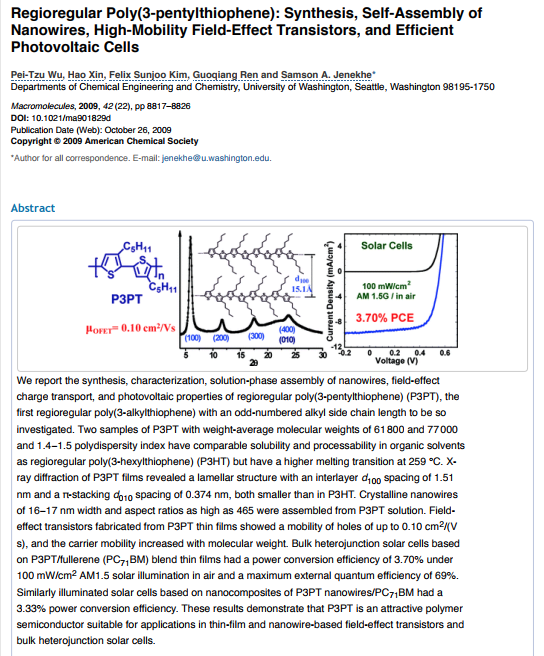 Regioregular Poly(3-pentylthiophene): Synthesis, Self-Assembly of
Nanowires, High-Mobility Field-Effect Transistors, and Efficient
Photovoltaic Cells
Pei-Tzu Wu, Hao Xin, Felix Sunjoo Kim, Guoqiang Ren and Samson A. Jenekhe*
Departments of Chemical Engineering and Chemistry, University of Washington, Seattle, Washington 98195-1750
Macromolecules, 2009, 42 (22), pp 8817–8826
DOI: 10.1021/ma901829d
Publication Date (Web): October 26, 2009
Copyright © 2009 American Chemical Society
*Author for all correspondence. E-mail: jenekhe@u.washington.edu.
Abstract
C5H11
S
S
n
C5H11
P3PT
μOFET= 0.10 cm²/Vs
d100
15.1Å
(100) (200) (300) (400)
(010)
5 10 15 20 25 30
2θ
Current Density (mA/cm²)
4
0
-4
-8
-12
Solar Cells
100 mW/cm²
AM 1.5G / in air
3.70% PCE
-0.2 0 0.2 0.4 0.6
Voltage (V)
We report the synthesis, characterization, solution-phase assembly of nanowires, field-effect
charge transport, and photovoltaic properties of regioregular poly(3-pentylthiophene) (P3PT), the
first regioregular poly(3-alkylthiophene) with an odd-numbered alkyl side chain length to be so
investigated. Two samples of P3PT with weight-average molecular weights of 61 800 and 77 000
and 1.4–1.5 polydispersity index have comparable solubility and processability in organic solvents
as regioregular poly(3-hexylthiophene) (P3HT) but have a higher melting transition at 259 °C. X-
ray diffraction of P3PT films revealed a lamellar structure with an interlayer d100 spacing of 1.51
nm and a π-stacking d010 spacing of 0.374 nm, both smaller than in P3HT. Crystalline nanowires
of 16–17 nm width and aspect ratios as high as 465 were assembled from P3PT solution. Field-
effect transistors fabricated from P3PT thin films showed a mobility of holes of up to 0.10 cm²/(V
s), and the carrier mobility increased with molecular weight. Bulk heterojunction solar cells based
on P3PT/fullerene (PC71BM) blend thin films had a power conversion efficiency of 3.70% under
100 mW/cm² AM1.5 solar illumination in air and a maximum external quantum efficiency of 69%.
Similarly illuminated solar cells based on nanocomposites of P3PT nanowires/PC71BM had a
3.33% power conversion efficiency. These results demonstrate that P3PT is an attractive polymer
semiconductor suitable for applications in thin-film and nanowire-based field-effect transistors and
bulk heterojunction solar cells.